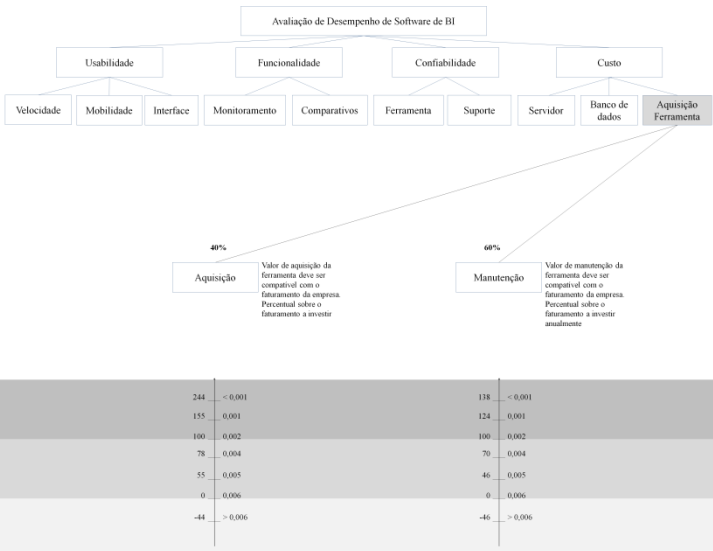 Avaliação de Desempenho de Software de BI
Usabilidade
Funcionalidade
Confiabilidade
Custo
Velocidade
Mobilidade
Interface
Monitoramento
Comparativos
Ferramenta
Suporte
Servidor
Banco de
dados
Aquisição
Ferramenta
40%
Aquisição
Valor de aquisição da
ferramenta deve ser
compatível com o
faturamento da empresa.
Percentual sobre o
faturamento a investir
60%
Manutenção
Valor de manutenção da
ferramenta deve ser
compatível com o
faturamento da empresa.
Percentual sobre o
faturamento a investir
anualmente
244 < 0,001
155 0,001
100 0,002
78 0,004
55 0,005
0 0,006
-44 > 0,006
138 < 0,001
124 0,001
100 0,002
70 0,004
46 0,005
0 0,006
-46 > 0,006